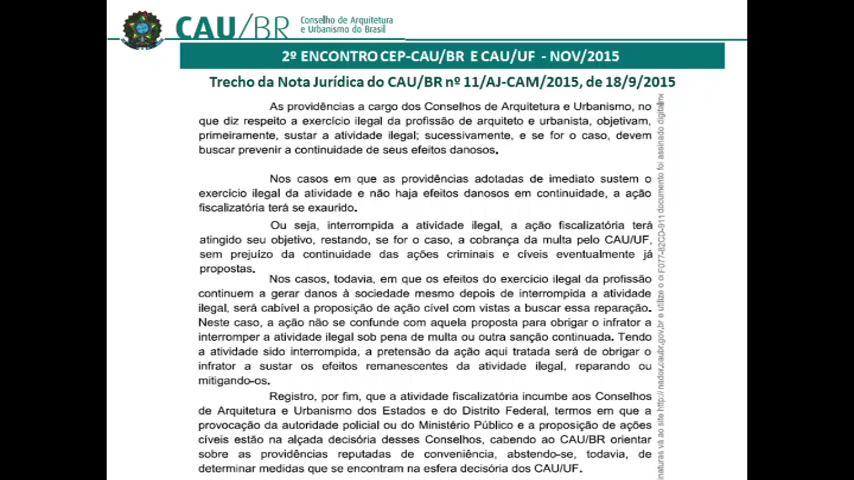 CAU/BR
Conselho de Arquitetura
e Urbanismo do Brasil
2º ENCONTRO CEP-CAU/BR E CAU/UF - NOV/2015
Trecho da Nota Jurídica do CAU/BR nº 11/AJ-CAM/2015, de 18/9/2015
As providências a cargo dos Conselhos de Arquitetura e Urbanismo, no
que diz respeito a exercício ilegal da profissão de arquiteto e urbanista, objetivam,
primeiramente, sustar a atividade ilegal; sucessivamente, e se for o caso, devem
buscar prevenir a continuidade de seus efeitos danosos.
Nos casos em que as providências adotadas de imediato sustem o
exercício ilegal da atividade e não haja efeitos danosos em continuidade, a ação
fiscalizatória terá se exaurido.
Ou seja, interrompida a atividade ilegal, a ação fiscalizatória terá
atingido seu objetivo, restando, se for o caso, a cobrança da multa pelo CAU/UF,
sem prejuízo da continuidade das ações criminais e cíveis eventualmente já
propostas.
Nos casos, todavia, em que os efeitos do exercício ilegal da profissão
continuem a gerar danos à sociedade mesmo depois de interrompida a atividade
ilegal, será cabível a proposição de ação cível com vistas a buscar essa reparação.
Neste caso, a ação não se confunde com aquela proposta para obrigar o infrator a
interromper a atividade ilegal sob pena de multa ou outra sanção continuada. Tendo
a atividade sido interrompida, a pretensão da ação aqui tratada será de obrigar o
infrator a sustar os efeitos remanescentes da atividade ilegal, reparando ou
mitigando-os.
Registro, por fim, que a atividade fiscalizatória incumbe aos Conselhos
de Arquitetura e Urbanismo dos Estados e do Distrito Federal, termos em que a
provocação da autoridade policial ou do Ministério Público e a proposição de ações
cíveis estão na alçada decisória desses Conselhos, cabendo ao CAU/BR orientar
sobre as providências reputadas de conveniência, abstendo-se, todavia, de
determinar medidas que se encontram na esfera decisória dos CAU/UF.
documento foi assinado